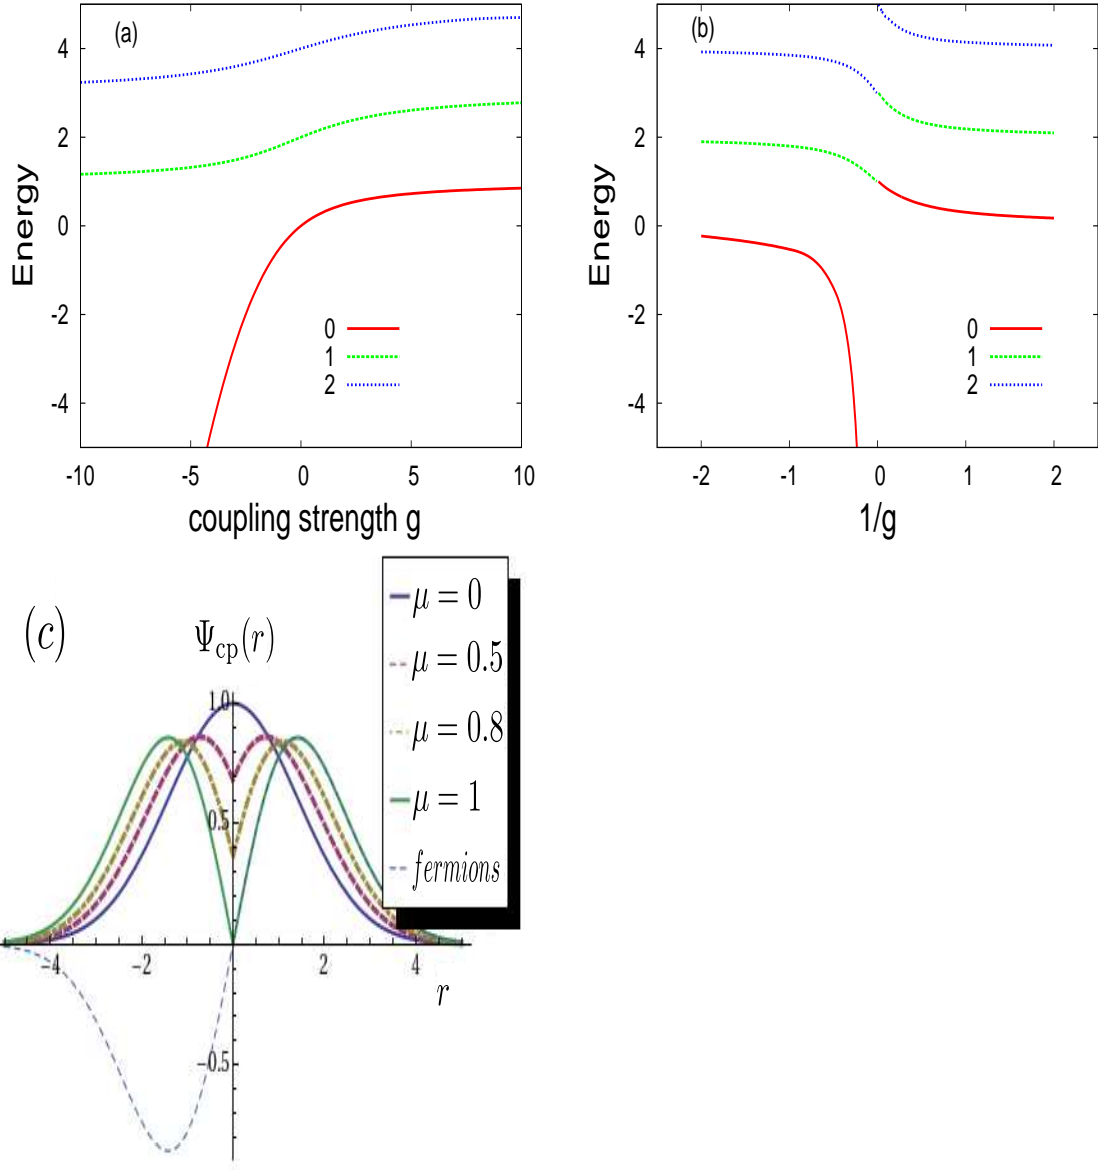 (a)
Energy
4
2
0
-2
-4
0
1
2
-10
-5
0
5
10
coupling strength g
(b)
Energy
4
2
0
-2
-4
0
1
2
-2
-1
0
1
2
1/g
(c)
Ψcp(r)
μ = 0
μ = 0.5
μ = 0.8
μ = 1
fermions
1.0
0.5
−4
−2
2
4
r
−0.5